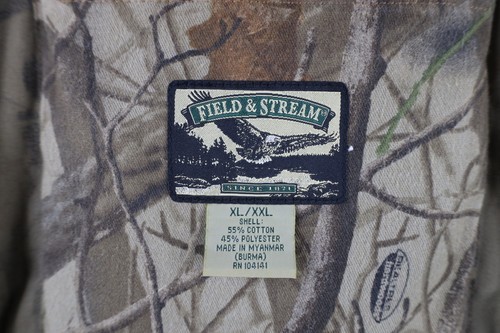 FIELD & STREAM
SINCE 1871
XL/XXL
SHELL:
55% COTTON
45% POLYESTER
MADE IN MYANMAR
(BURMA)
RN 104141